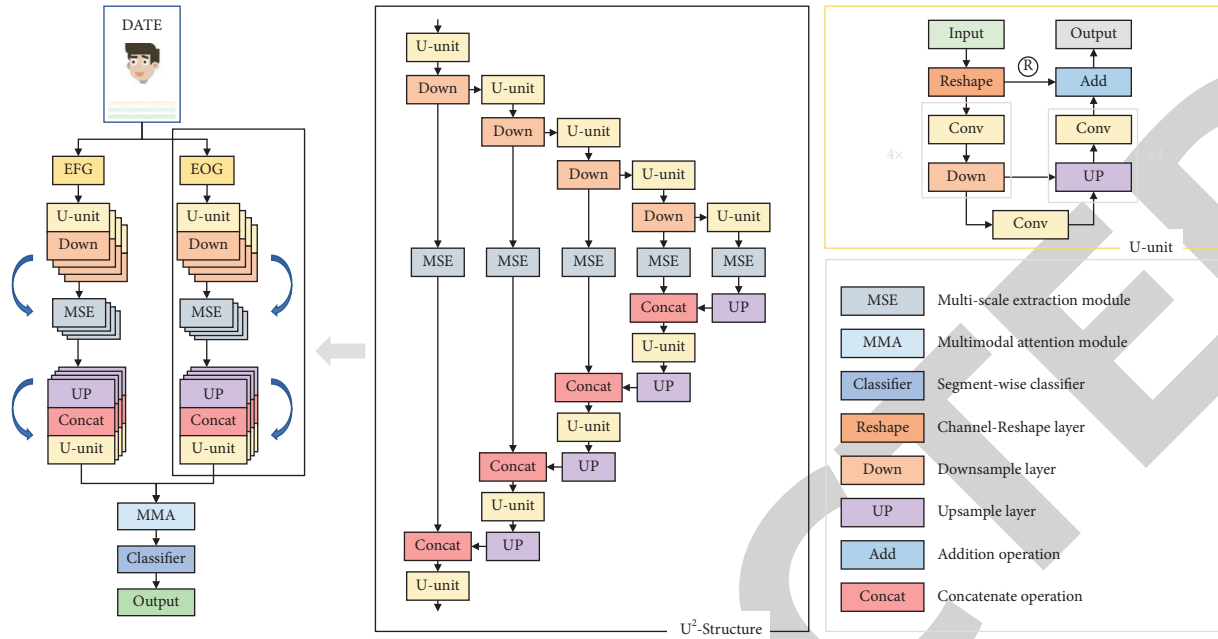 DATE
EFG
EOG
U-unit
Down
U-unit
Down
MSE
MSE
UP
Concat
U-unit
UP
Concat
U-unit
MMA
Classifier
Output
U-unit
Down
U-unit
Down
U-unit
Down
U-unit
Down
U-unit
MSE
MSE
MSE
MSE
MSE
Concat
UP
U-unit
Concat
UP
U-unit
Concat
UP
U-unit
Concat
UP
U-unit
U²-Structure
Input
Output
Reshape
R
Add
Conv
Conv
4×
×4
Down
UP
Conv
U-unit
MSE Multi-scale extraction module
MMA Multimodal attention module
Classifier Segment-wise classifier
Reshape Channel-Reshape layer
Down Downsample layer
UP Upsample layer
Add Addition operation
Concat Concatenate operation